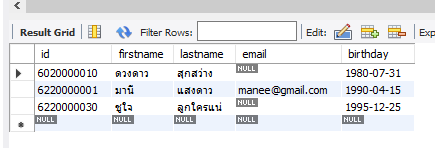 Result Grid Filter Rows: Edit: Exp
id firstname lastname email birthday
6020000010 ดวงดาว สุกสว่าง NULL 1980-07-31
6220000001 มานี แสงดาว manee@gmail.com 1990-04-15
6220000030 ชูใจ ลูกใครแน่ NULL 1995-12-25
NULL NULL NULL NULL NULL